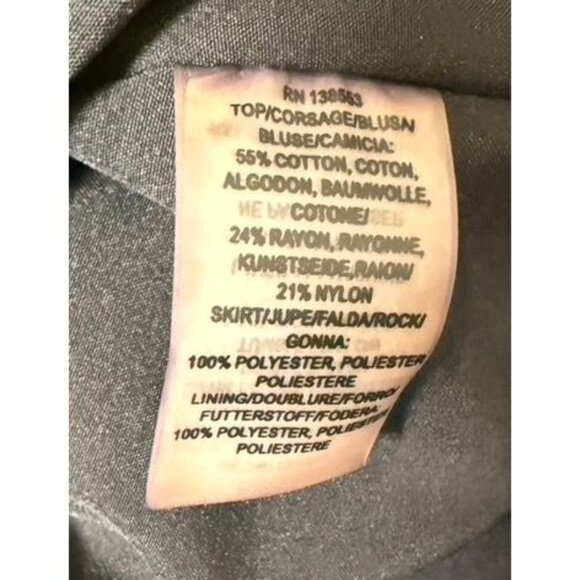 RN 138563
TOP/CORSAGE/BLUSA/
BLUSE/CAMICIA:
55% COTTON, COTON,
ALGODON, BAUMWOLLE,
COTONE/
24% RAYON, RAYONNE,
KUNSTSEIDE, RAION/
21% NYLON
SKIRT/JUPE/FALDA/ROCK/
GONNA:
100% POLYESTER, POLIESTER
POLIESTERE
LINING/DOUBLURE/FORRO/
FUTTERSTOFF/FODERA
100% POLYESTER, POLIESTER
POLIESTERE